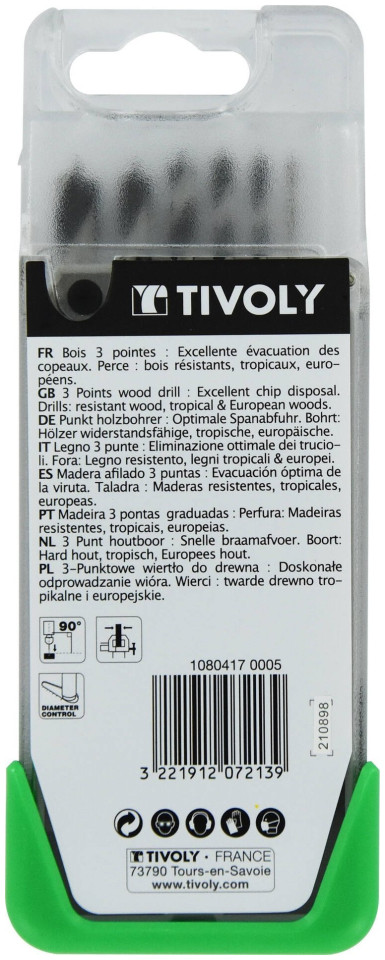 TIVOLY
FR Bois 3 pointes : Excellente évacuation des
copeaux. Perce : bois résistants, tropicaux, euro-
péens.
GB 3 Points wood drill : Excellent chip disposal.
Drills: resistant wood, tropical & European woods.
DE Punkt holzbohrer : Optimale Spanabfuhr. Bohrt:
Hölzer widerstandsfähige, tropische, europäische.
IT Legno 3 punte : Eliminazione ottimale dei trucio-
li. Fora: Legno resistento, legni tropicali & europei.
ES Madera afilado 3 puntas : Evacuación óptima de
la viruta. Taladra : Maderas resistentes, tropicales,
europeas.
PT Madeira 3 pontas graduadas : Perfura: Madeiras
resistentes, tropicais, europeias.
NL 3 Punt houtboor : Snelle braamafvoer. Boort:
Hard hout, tropisch, Europees hout.
PL 3-Punktowe wiertło do drewna : Doskonałe
odprowadzanie wióra. Wierci : twarde drewno tro-
pikalne i europejskie.
90°
DIAMETER
CONTROL
1080417 0005
210898
3 221912 072139
TIVOLY · FRANCE
73790 Tours-en-Savoie
www.tivoly.com